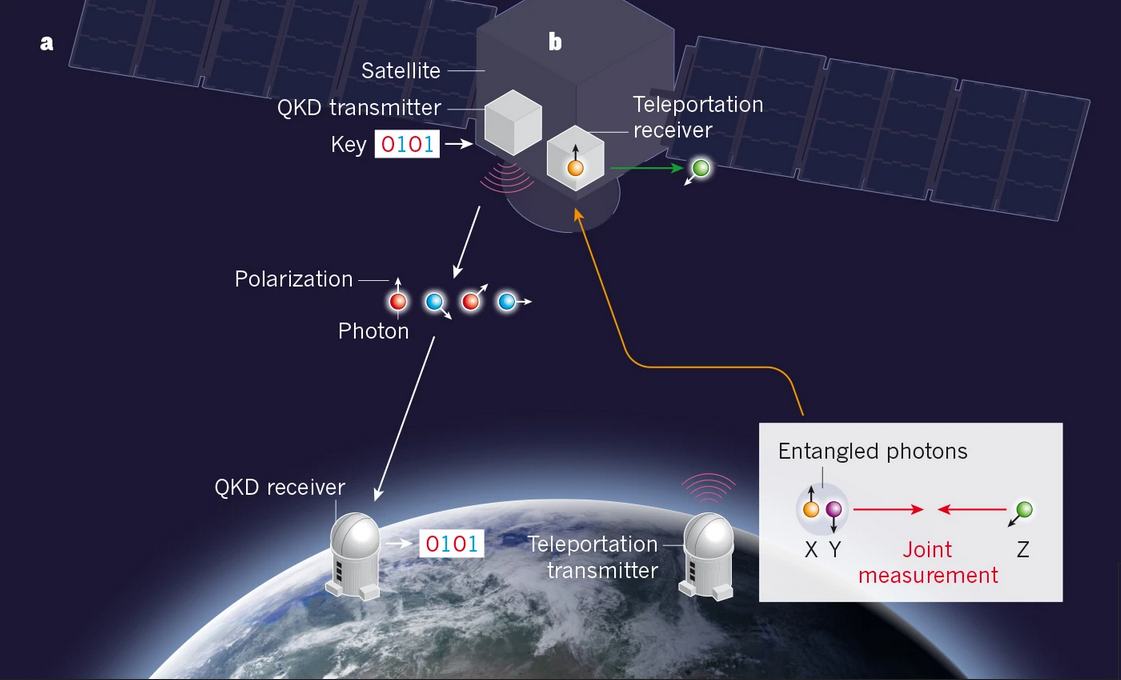 a
b
Satellite
QKD transmitter
Key 0101
Teleportation
receiver
Polarization
Photon
QKD receiver
0101
Teleportation
transmitter
Entangled photons
X Y
Joint
measurement
Z